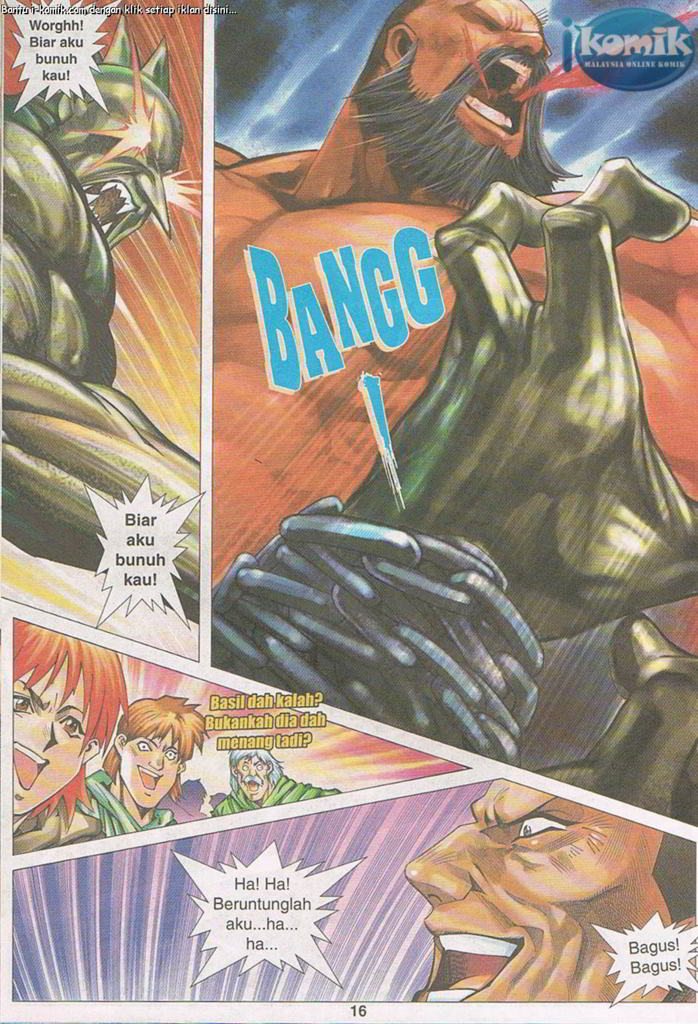 Bantu i-komik.com dengan klik setiap iklan disini...
ikomik
MALAYSIA ONLINE KOMIK
Worghh!
Biar aku
bunuh
kau!
BANGG
!
Biar
aku
bunuh
kau!
Basil dah kalah?
Bukankah dia dah
menang tadi?
Ha! Ha!
Beruntunglah
aku...ha...
ha...
Bagus!
Bagus!
16